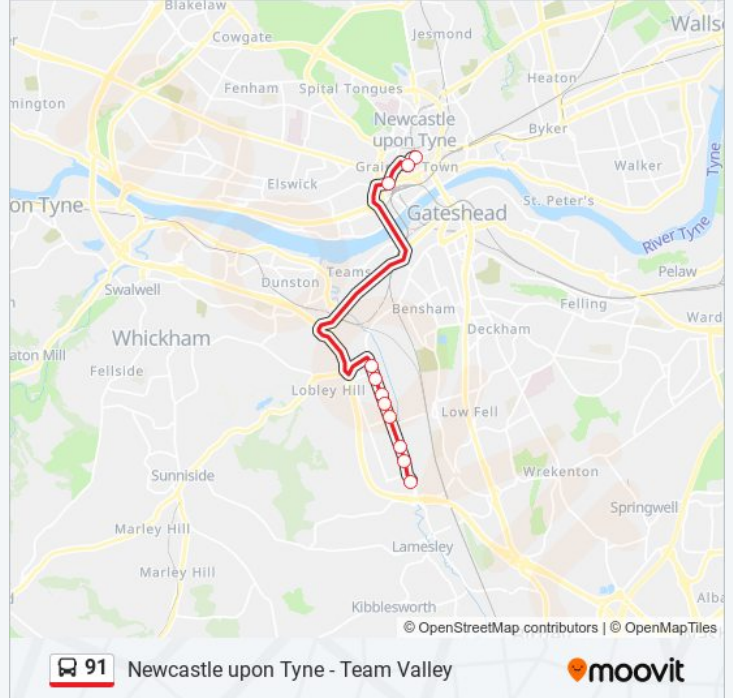 Blakelaw
Walls
Cowgate
Jesmond
Fenham
Spital Tongues
Heaton
mington
Newcastle
upon Tyne
Byker
Walker
Tyne
Grain
Town
Elswick
on Tyne
St. Peter's
Gateshead
River Tyne
Teams
Pelaw
Dunston
Swalwell
Bensham
Felling
Ward
Whickham
Deckham
aton Mill
Fellside
Lobley Hill
Low Fell
Sunniside
Wrekenton
Springwell
Marley Hill
Lamesley
Marley Hill
Alba
Kibblesworth
© OpenStreetMap contributors | © OpenMapTiles
91 Newcastle upon Tyne - Team Valley moovit